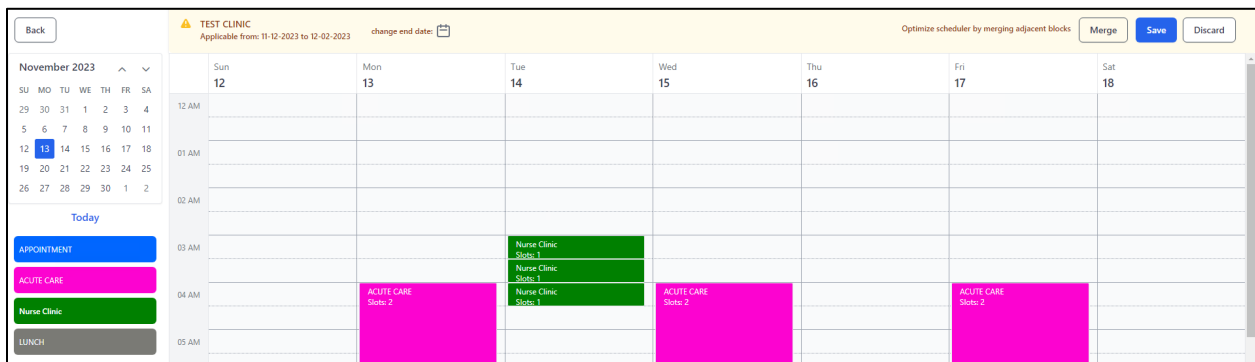 Back
TEST CLINIC
Applicable from: 11-12-2023 to 12-02-2023
change end date:
Optimize scheduler by merging adjacent blocks
Merge
Save
Discard
November 2023
SU MO TU WE TH FR SA
29 30 31 1 2 3 4
5 6 7 8 9 10 11
12 13 14 15 16 17 18
19 20 21 22 23 24 25
26 27 28 29 30 1 2
Today
APPOINTMENT
ACUTE CARE
Nurse Clinic
LUNCH
Sun Mon Tue Wed Thu Fri Sat
12 13 14 15 16 17 18
12 AM
01 AM
02 AM
03 AM
Nurse Clinic
Slots: 1
Nurse Clinic
Slots: 1
04 AM
ACUTE CARE
Slots: 2
Nurse Clinic
Slots: 1
ACUTE CARE
Slots: 2
ACUTE CARE
Slots: 2
05 AM